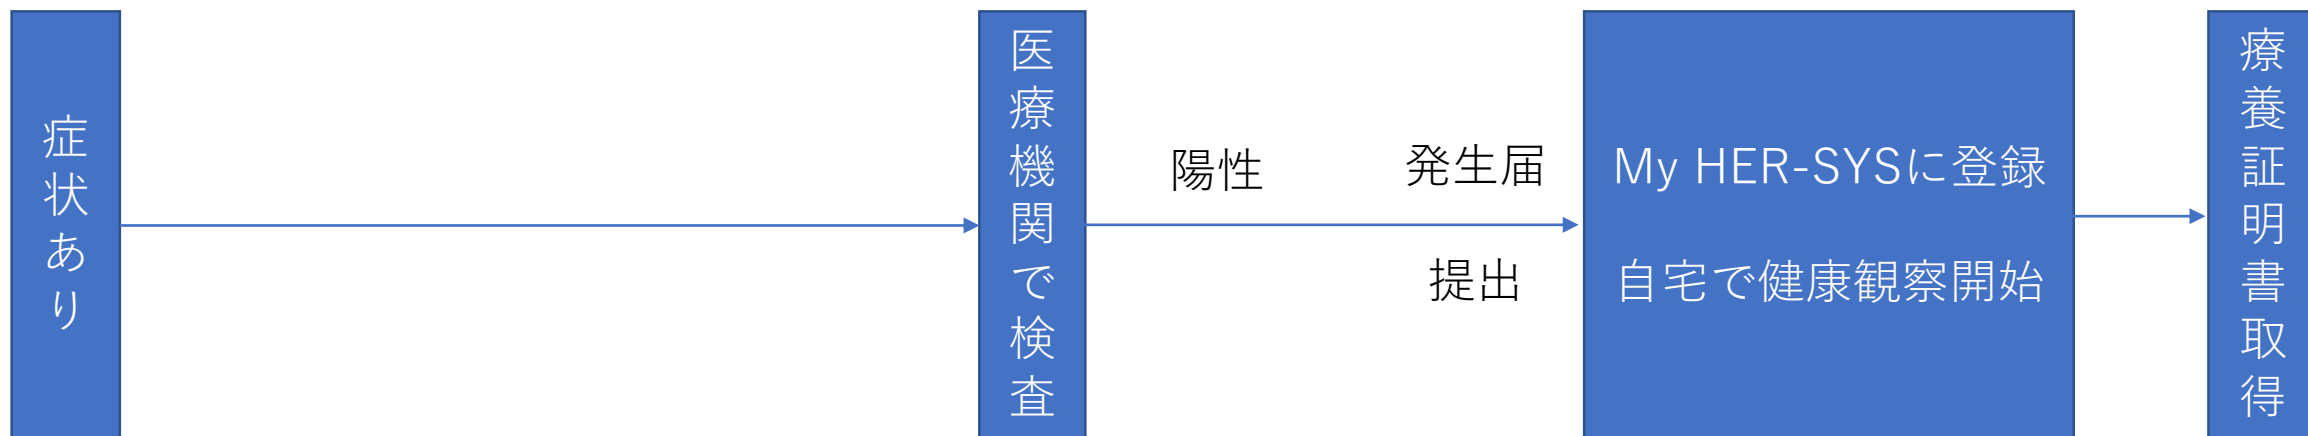 症状あり
医療機関で検査
陽性
発生届
提出
My HER-SYSに登録
自宅で健康観察開始
療養証明書取得